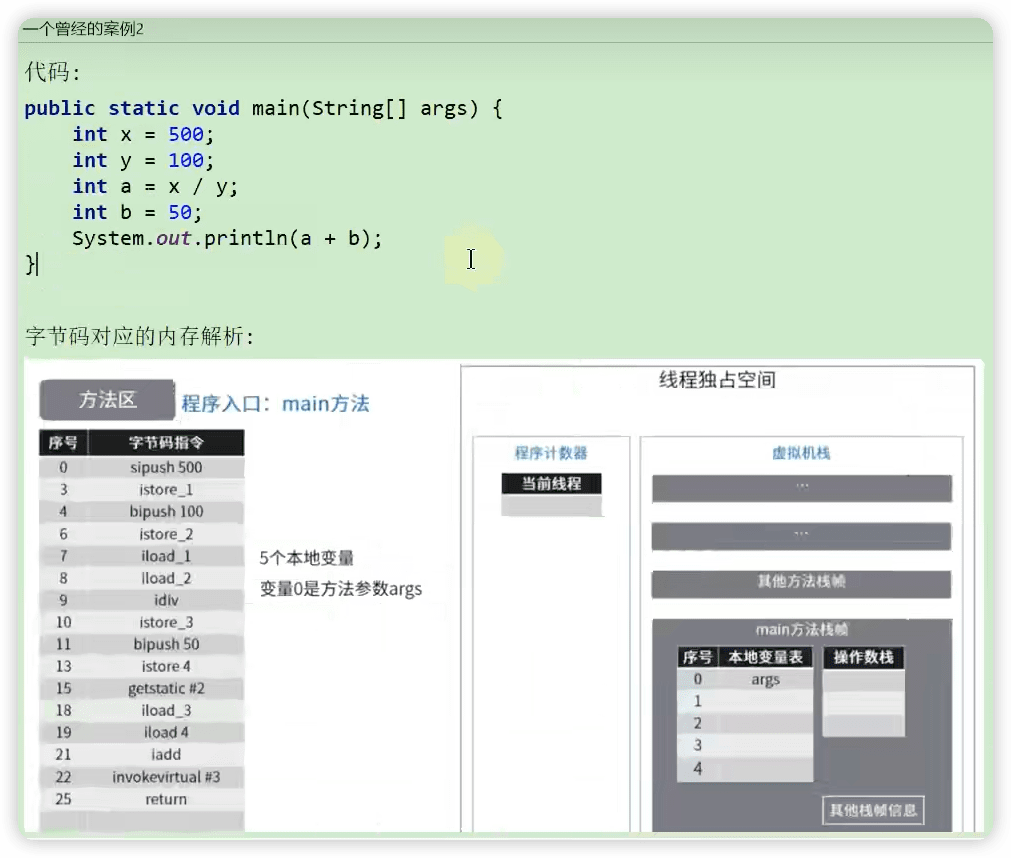 一个曾经的案例2
代码:
public static void main(String[] args) {
int x = 500;
int y = 100;
int a = x / y;
int b = 50;
System.out.println(a + b);
}
字节码对应的内存解析:
方法区
程序入口：main方法
序号 字节码指令
0 sipush 500
3 istore_1
4 bipush 100
6 istore_2
7 iload_1
8 iload_2
9 idiv
10 istore_3
11 bipush 50
13 istore 4
15 getstatic #2
18 iload_3
19 iload 4
21 iadd
22 invokevirtual #3
25 return
5个本地变量
变量0是方法参数args
线程独占空间
程序计数器
当前线程
虚拟机栈
...
...
其他方法栈帧
main方法栈帧
序号 本地变量表
0 args
1
2
3
4
操作数栈
其他栈帧信息